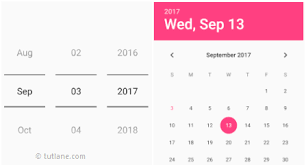 Aug 02 2016
Sep 03 2017
Oct 04 2018
© tutlane.com
2017
Wed, Sep 13
September 2017
S M T W T F S
1 2
3 4 5 6 7 8 9
10 11 12 13 14 15 16
17 18 19 20 21 22 23
24 25 26 27 28 29 30